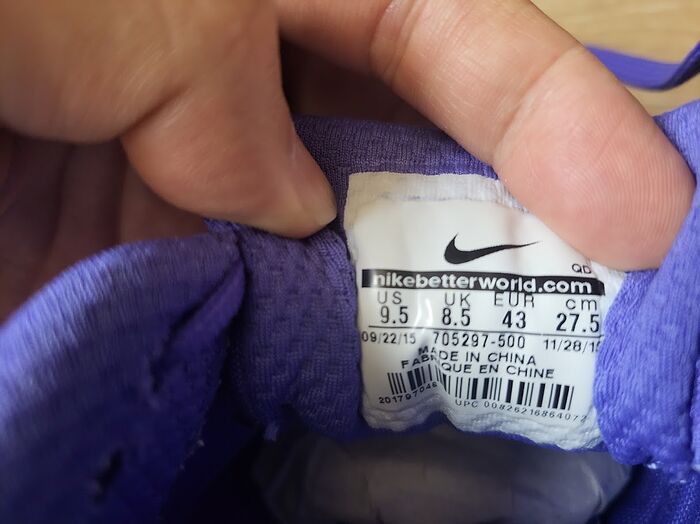 QD
nikebetterworld.com
US UK EUR cm
9.5 8.5 43 27.5
09/22/15 705297-500 11/28/15
MADE IN CHINA
FABRIQUE EN CHINE
UPC 00826216864072